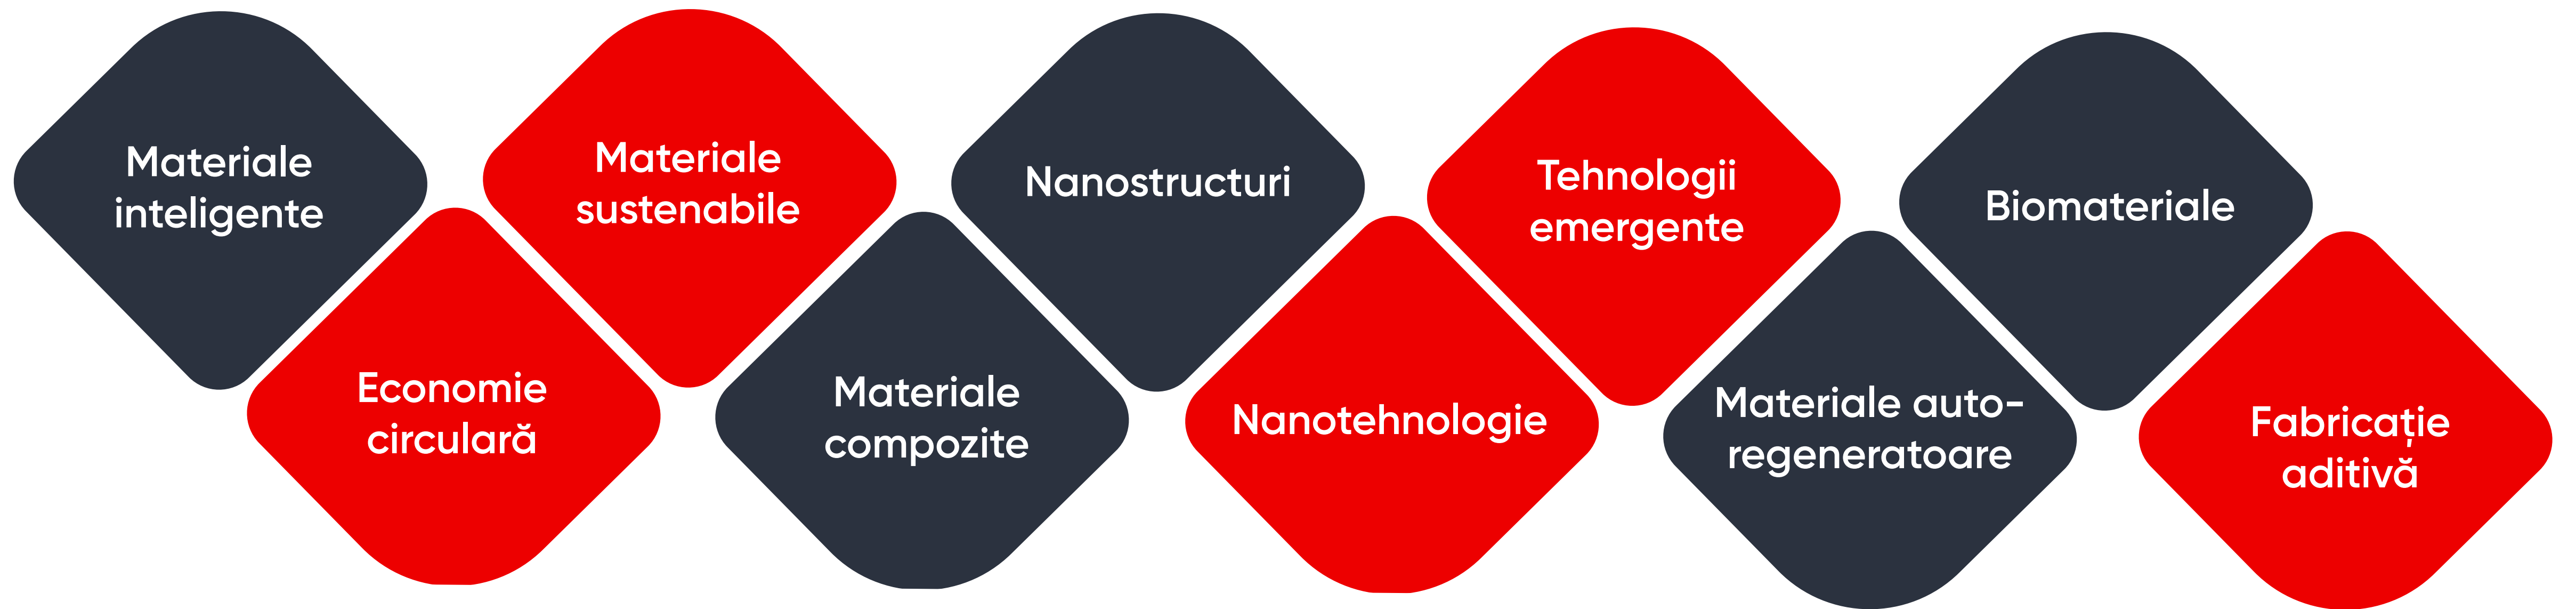 Materiale
inteligente
Economie
circulară
Materiale
sustenabile
Materiale
compozite
Nanostructuri
Nanotehnologie
Tehnologii
emergente
Materiale auto-
regeneratoare
Biomateriale
Fabricație
aditivă